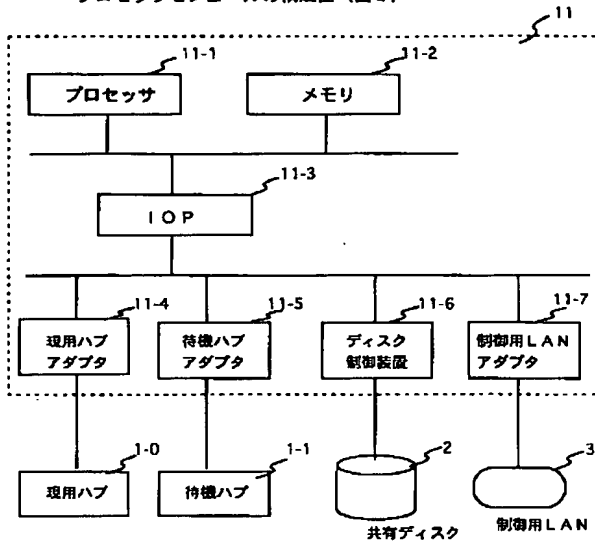 11
11-1
11-2
プロセッサ
メモリ
11-3
IOP
11-4
11-5
11-6
11-7
現用ハブ
アダプタ
待機ハブ
アダプタ
ディスク
制御装置
制御用LAN
アダプタ
1-0
1-1
2
3
現用ハブ
待機ハブ
共有ディスク
制御用LAN